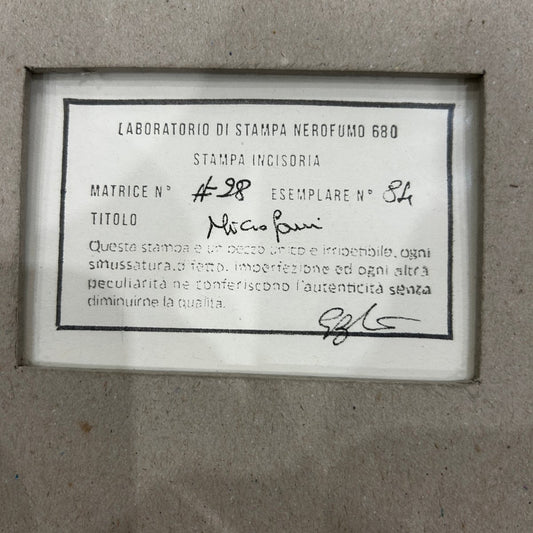 LABORATORIO DI STAMPA NEROFUMO 680
STAMPA INCISORIA
MATRICE N° #28 ESEMPLARE N° 84
TITOLO
Questa stampa è un pezzo unico e irripetibile, ogni
smussatura, difetto, imperfezione ed ogni altra
peculiarità ne conferiscono l'autenticità senza
diminuirne la qualità.